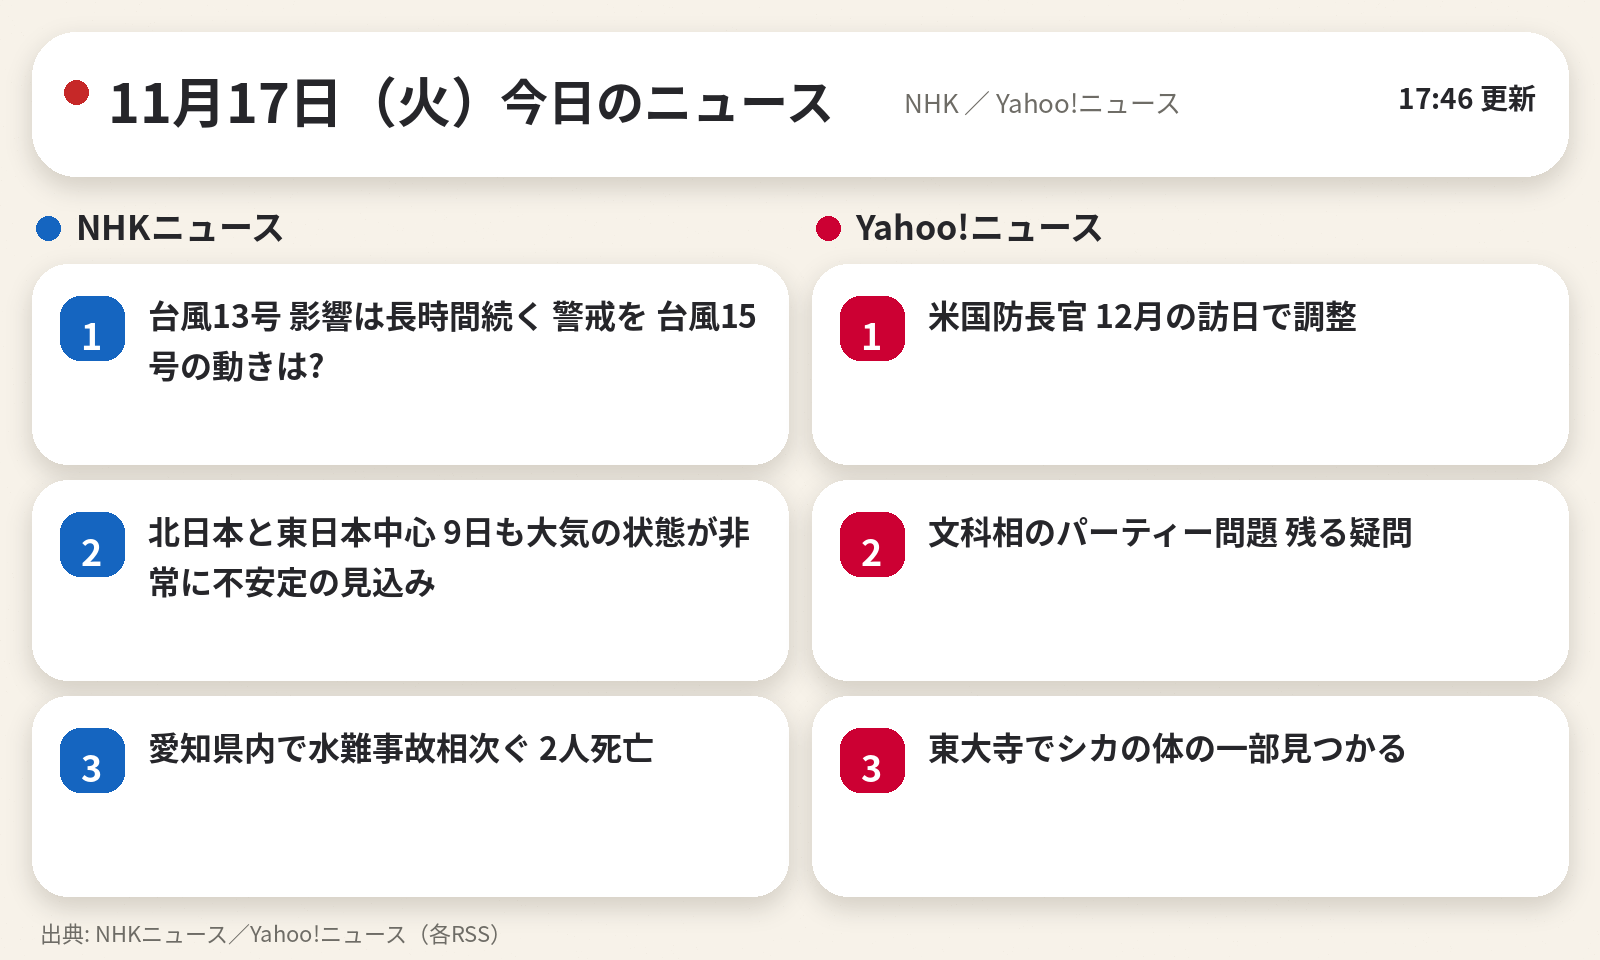 11月17日（火）今日のニュース
NHK ／ Yahoo!ニュース
17:46 更新
NHKニュース
1
台風13号 影響は長時間続く 警戒を 台風15
号の動きは?
2
北日本と東日本中心 9日も大気の状態が非
常に不安定の見込み
3
愛知県内で水難事故相次ぐ 2人死亡
Yahoo!ニュース
1
米国防長官 12月の訪日で調整
2
文科相のパーティー問題 残る疑問
3
東大寺でシカの体の一部見つかる
出典: NHKニュース／Yahoo!ニュース（各RSS）